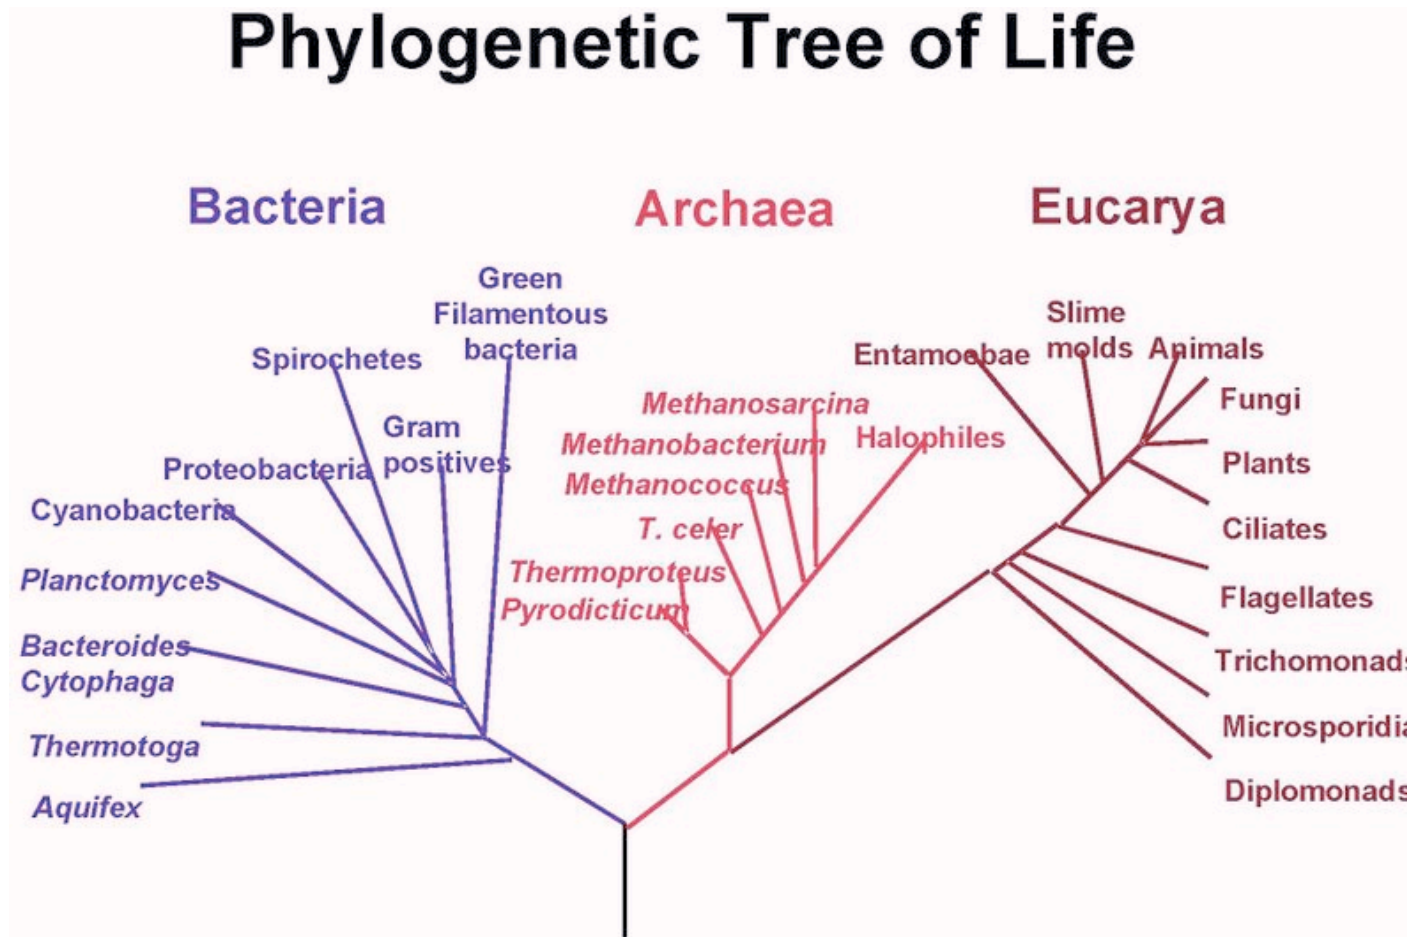 Phylogenetic Tree of Life
Bacteria
Archaea
Eucarya
Green
Filamentous
bacteria
Spirochetes
Gram
positives
Proteobacteria
Cyanobacteria
Planctomyces
Bacteroides
Cytophaga
Thermotoga
Aquifex
Methanosarcina
Methanobacterium
Halophiles
Methanococcus
T. celer
Thermoproteus
Pyrodicticum
Entamoebae
Slime
molds
Animals
Fungi
Plants
Ciliates
Flagellates
Trichomonads
Microsporidia
Diplomonads